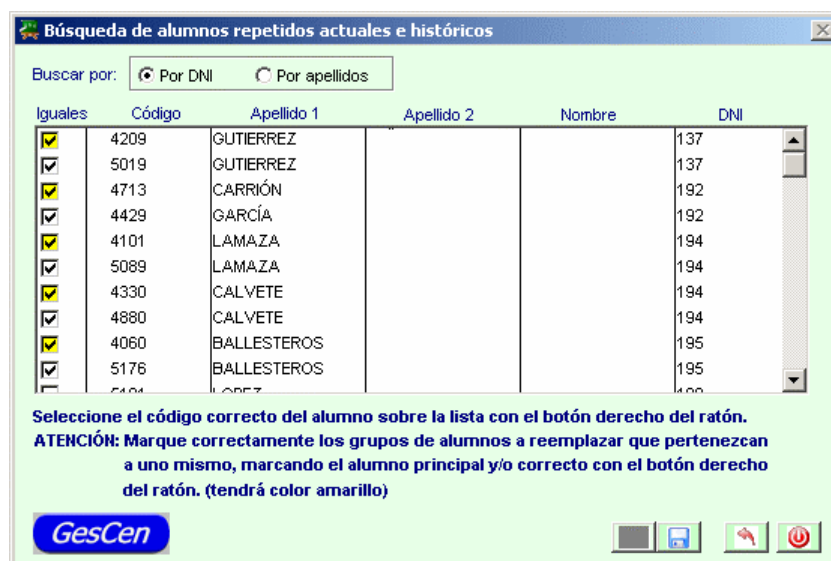 Búsqueda de alumnos repetidos actuales e históricos
Buscar por: Por DNI Por apellidos
Iguales Código Apellido 1 Apellido 2 Nombre DNI
4209 GUTIERREZ 137
5019 GUTIERREZ 137
4713 CARRIÓN 192
4429 GARCÍA 192
4101 LAMAZA 194
5089 LAMAZA 194
4330 CALVETE 194
4880 CALVETE 194
4060 BALLESTEROS 195
5176 BALLESTEROS 195
Seleccione el código correcto del alumno sobre la lista con el botón derecho del ratón.
ATENCIÓN: Marque correctamente los grupos de alumnos a reemplazar que pertenezcan
a uno mismo, marcando el alumno principal y/o correcto con el botón derecho
del ratón. (tendrá color amarillo)
GesCen